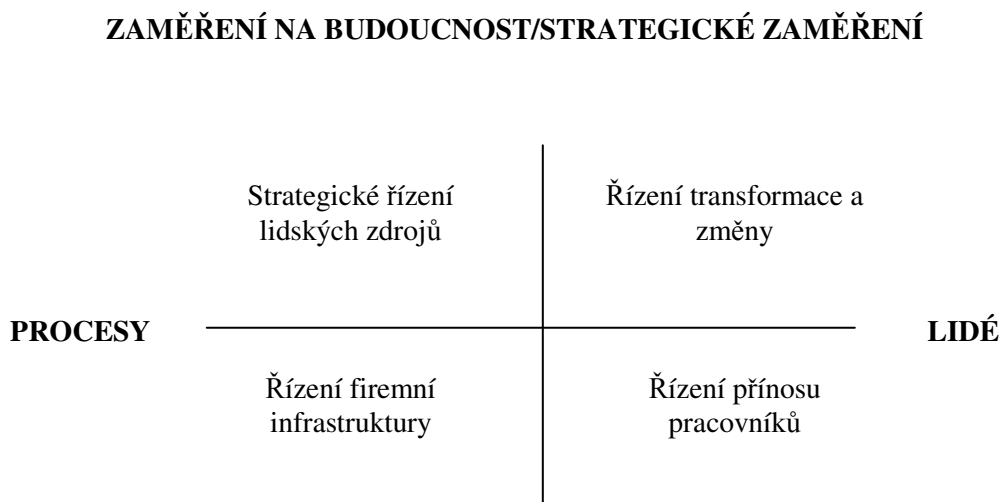 ZAMĚŘENÍ NA BUDOUCNOST/STRATEGICKÉ ZAMĚŘENÍ
Strategické řízení
lidských zdrojů
Řízení transformace a
změny
PROCESY
LIDÉ
Řízení firemní
infrastruktury
Řízení přínosu
pracovníků